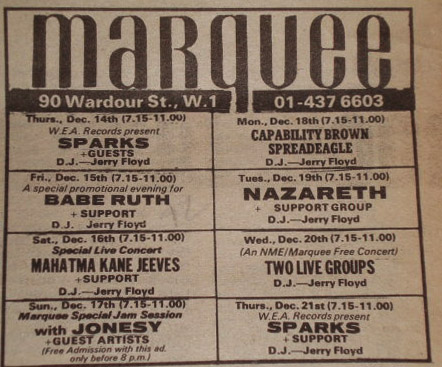 marquee
90 Wardour St., W.1
01-437 6603
Thurs., Dec. 14th (7.15-11.00)
W.E.A. Records present
SPARKS
+GUESTS
D.J.—Jerry Floyd
Fri., Dec. 15th (7.15-11.00)
A special promotional evening for
BABE RUTH
+ SUPPORT
D.J. Jerry Floyd
Sat., Dec. 16th (7.15-11.00)
Special Live Concert
MAHATMA KANE JEEVES
+SUPPORT
D.J.—Jerry Floyd
Sun., Dec. 17th (7.15-11.00)
Marquee Special Jam Session
with JONESY
+GUEST ARTISTS
(Free Admission with this ad.
only before 8 p.m.)
Mon., Dec. 18th (7.15-11.00)
CAPABILITY BROWN
SPREADEAGLE
D.J.—Jerry Floyd
Tues., Dec. 19th (7.15-11.00)
NAZARETH
+ SUPPORT GROUP
D.J.—Jerry Floyd
Wed., Dec. 20th (7.15-11.00)
(An NME/Marquee Free Concert)
TWO LIVE GROUPS
D.J.—Jerry Floyd
Thurs., Dec. 21st (7.15-11.00)
W.E.A. Records present
SPARKS
+ SUPPORT
D.J.—Jerry Floyd